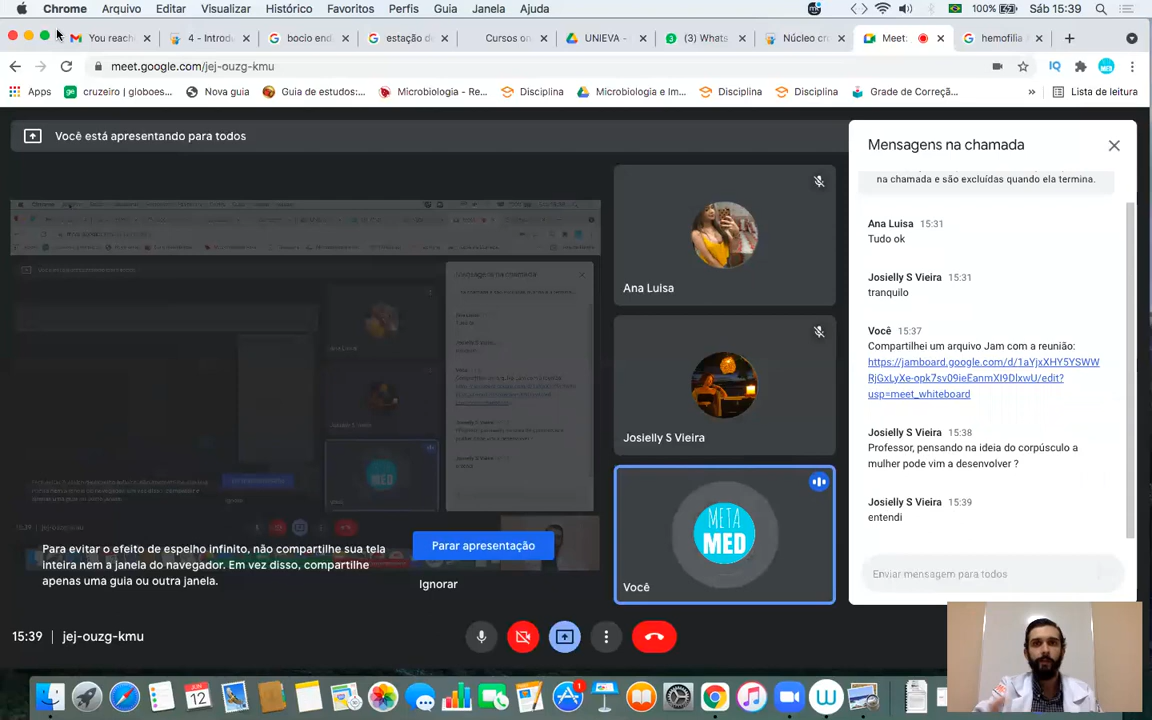 Chrome Arquivo Editar Visualizar Histórico Favoritos Perfis Guia Janela Ajuda 100% Sáb 15:39
You reach 4 - Introd bocio end estação d Cursos on UNIEVA - (3) Whats Núcleo cr Meet: hemofilia
meet.google.com/jej-ouzg-kmu
Apps cruzeiro | globoes... Nova guia Guia de estudos:... Microbiologia - Re... Disciplina Microbiologia e Im... Disciplina Disciplina Grade de Correçã... » Lista de leitura
Você está apresentando para todos
Mensagens na chamada
na chamada e são excluídas quando ela termina.
Ana Luisa 15:31
Tudo ok
Josielly S Vieira 15:31
tranquilo
Você 15:37
Compartilhei um arquivo Jam com a reunião:
https://jamboard.google.com/d/1aYjxXHY5YSWW
RjGxLyXe-opk7sv09ieEanmXI9DlxwU/edit?
usp=meet_whiteboard
Josielly S Vieira 15:38
Professor, pensando na ideia do corpúsculo a
mulher pode vim a desenvolver ?
Josielly S Vieira 15:39
entendi
Enviar mensagem para todos
Ana Luisa
Josielly S Vieira
META
MED
Você
Para evitar o efeito de espelho infinito, não compartilhe sua tela
inteira nem a janela do navegador. Em vez disso, compartilhe
apenas uma guia ou outra janela.
Parar apresentação
Ignorar
15:39 | jej-ouzg-kmu
JUN
12
1